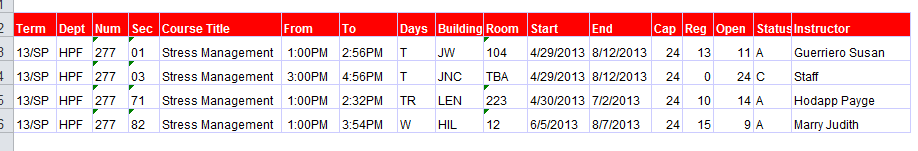 2 Term Dept Num Sec Course Title From To Days Building Room Start End Cap Reg Open Status Instructor
3 13/SP HPF 277 01 Stress Management 1:00PM 2:56PM T JW 104 4/29/2013 8/12/2013 24 13 11 A Guerriero Susan
4 13/SP HPF 277 03 Stress Management 3:00PM 4:56PM T JNC TBA 4/29/2013 8/12/2013 24 0 24 C Staff
5 13/SP HPF 277 71 Stress Management 1:00PM 2:32PM TR LEN 223 4/30/2013 7/2/2013 24 10 14 A Hodapp Payge
6 13/SP HPF 277 82 Stress Management 1:00PM 3:54PM W HIL 12 6/5/2013 8/7/2013 24 15 9 A Marry Judith